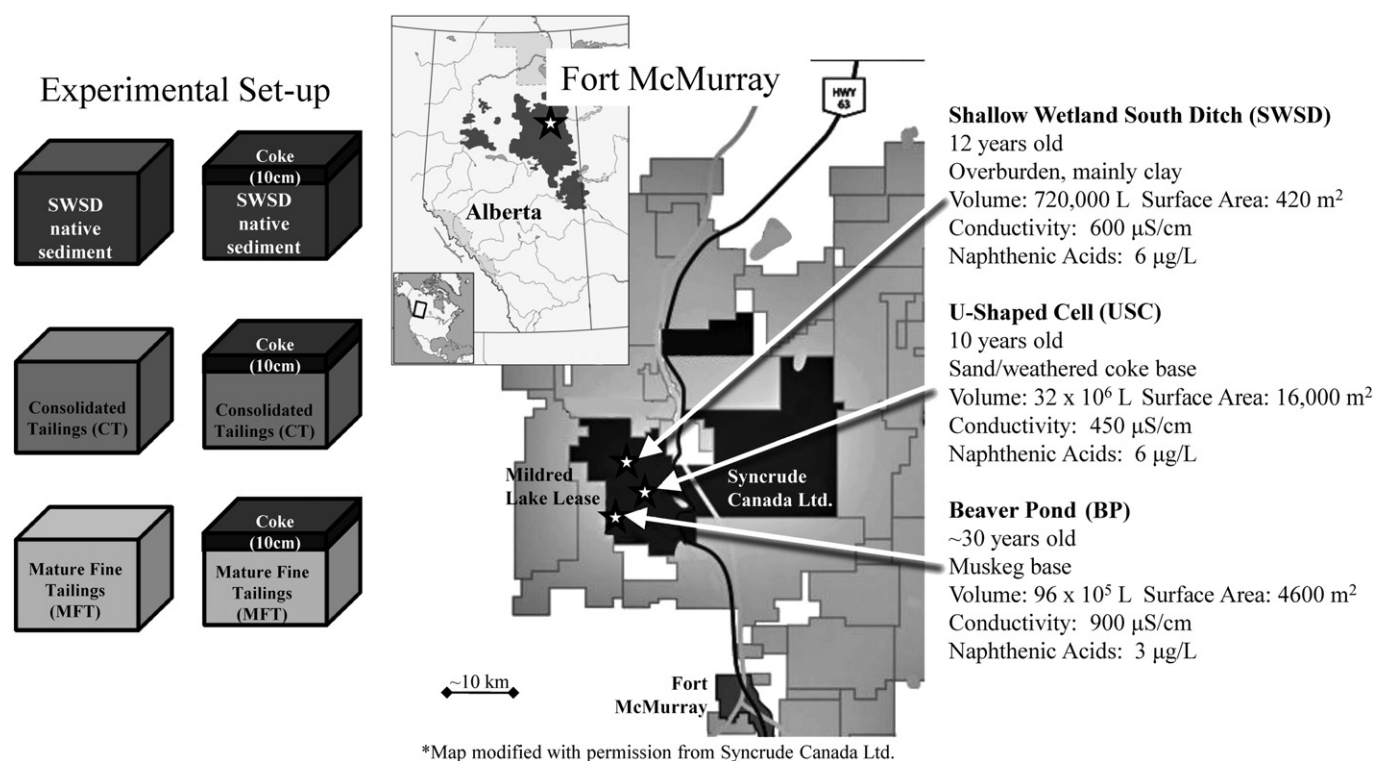 Experimental Set-up
SWSD
native
sediment
Coke
(10cm)
SWSD
native
sediment
Consolidated
Tailings (CT)
Coke
(10cm)
Consolidated
Tailings (CT)
Mature Fine
Tailings
(MFT)
Coke
(10cm)
Mature Fine
Tailings
(MFT)
Fort McMurray
Alberta
HWY
63
Mildred
Lake Lease
Syncrude
Canada Ltd.
~10 km
Fort
McMurray
*Map modified with permission from Syncrude Canada Ltd.
Shallow Wetland South Ditch (SWSD)
12 years old
Overburden, mainly clay
Volume: 720,000 L Surface Area: 420 m²
Conductivity: 600 μS/cm
Naphthenic Acids: 6 μg/L
U-Shaped Cell (USC)
10 years old
Sand/weathered coke base
Volume: 32 x 10⁶ L Surface Area: 16,000 m²
Conductivity: 450 μS/cm
Naphthenic Acids: 6 μg/L
Beaver Pond (BP)
~30 years old
Muskeg base
Volume: 96 x 10⁵ L Surface Area: 4600 m²
Conductivity: 900 μS/cm
Naphthenic Acids: 3 μg/L